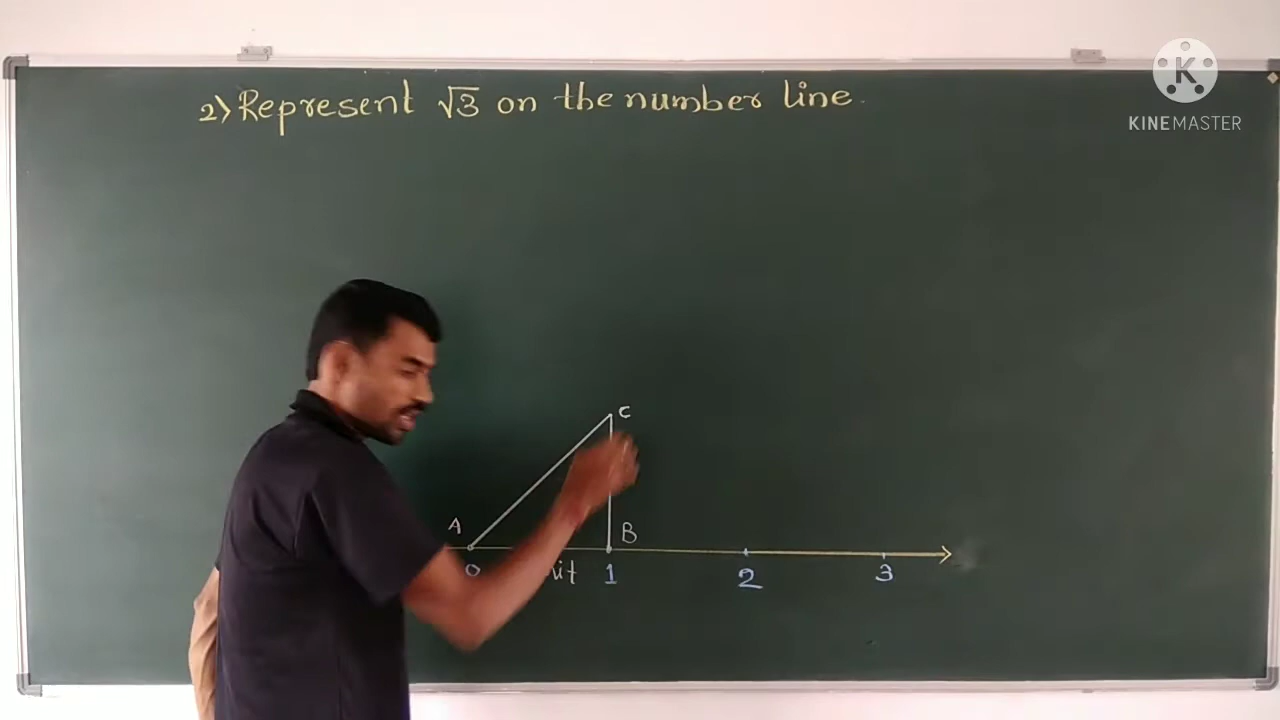 2) Represent √3 on the number line.
K
KINEMASTER
C
A
B
0 1 2 3